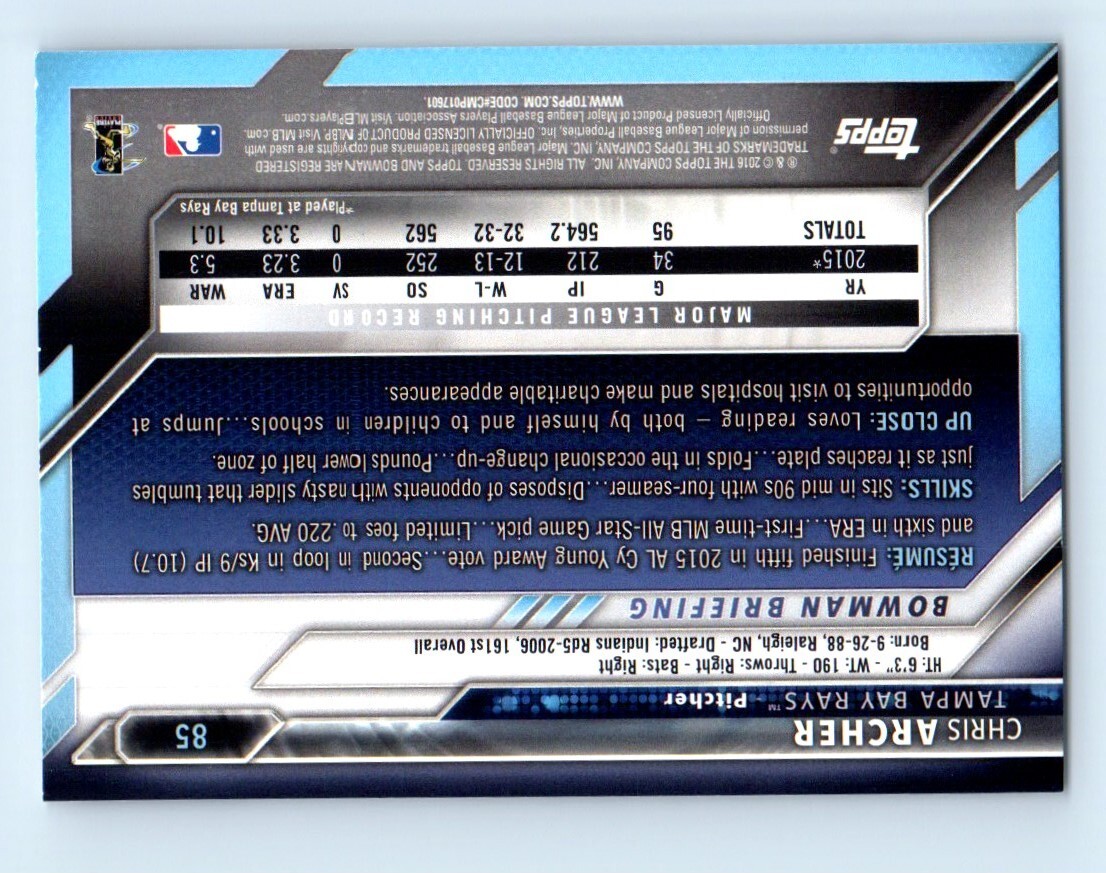 85
CHRIS ARCHER
TAMPA BAY RAYS™ - Pitcher
HT: 6'3" - WT: 190 - Throws: Right - Bats: Right
Born: 9-26-88, Raleigh, NC - Drafted: Indians Rd5-2006, 161st Overall
BOWMAN BRIEFING
RÉSUMÉ: Finished fifth in 2015 AL Cy Young Award vote...Second in loop in Ks/9 IP (10.7)
and sixth in ERA...First-time MLB All-Star Game pick...Limited foes to .220 AVG.
SKILLS: Sits in mid 90s with four-seamer...Disposes of opponents with nasty slider that tumbles
just as it reaches plate...Folds in the occasional change-up...Pounds lower half of zone.
UP CLOSE: Loves reading – both by himself and to children in schools...Jumps at
opportunities to visit hospitals and make charitable appearances.
MAJOR LEAGUE PITCHING RECORD
YR G IP W-L SO SV ERA WAR
2015* 34 212 12-13 252 0 3.23 5.3
TOTALS 95 564.2 32-32 562 0 3.33 10.1
*Played at Tampa Bay Rays
topps®
® & © 2016 THE TOPPS COMPANY, INC. ALL RIGHTS RESERVED. TOPPS AND BOWMAN ARE REGISTERED
TRADEMARKS OF THE TOPPS COMPANY, INC. Major League Baseball trademarks and copyrights are used with
permission of Major League Baseball Properties, Inc. OFFICIALLY LICENSED PRODUCT OF MLBP Visit MLB.com
Officially Licensed Product of Major League Baseball Players Association. Visit MLBPlayers.com
WWW.TOPPS.COM. CODE#CMP017601.
PLAYERS